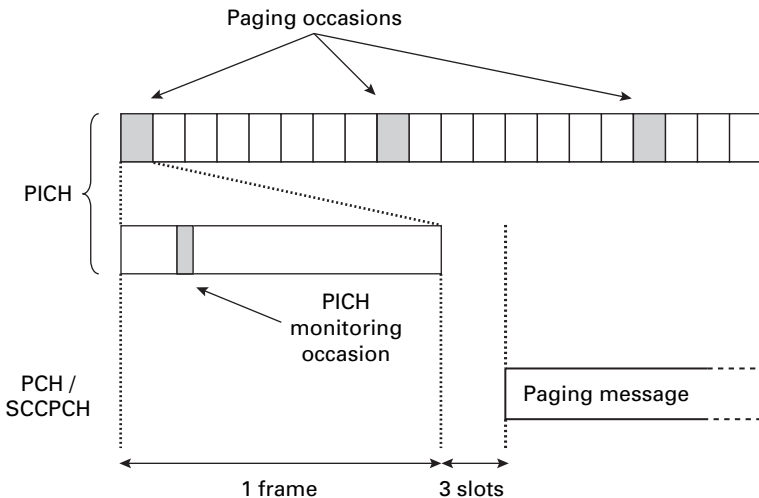 Paging occasions
PICH
PICH
monitoring
occasion
PCH /
SCCPCH
Paging message
1 frame
3 slots